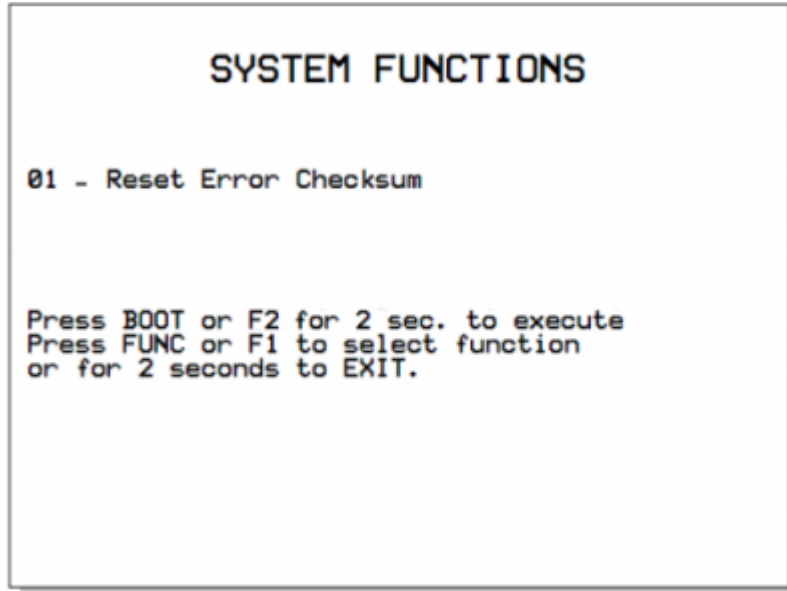 SYSTEM FUNCTIONS
01 - Reset Error Checksum
Press BOOT or F2 for 2 sec. to execute
Press FUNC or F1 to select function
or for 2 seconds to EXIT.